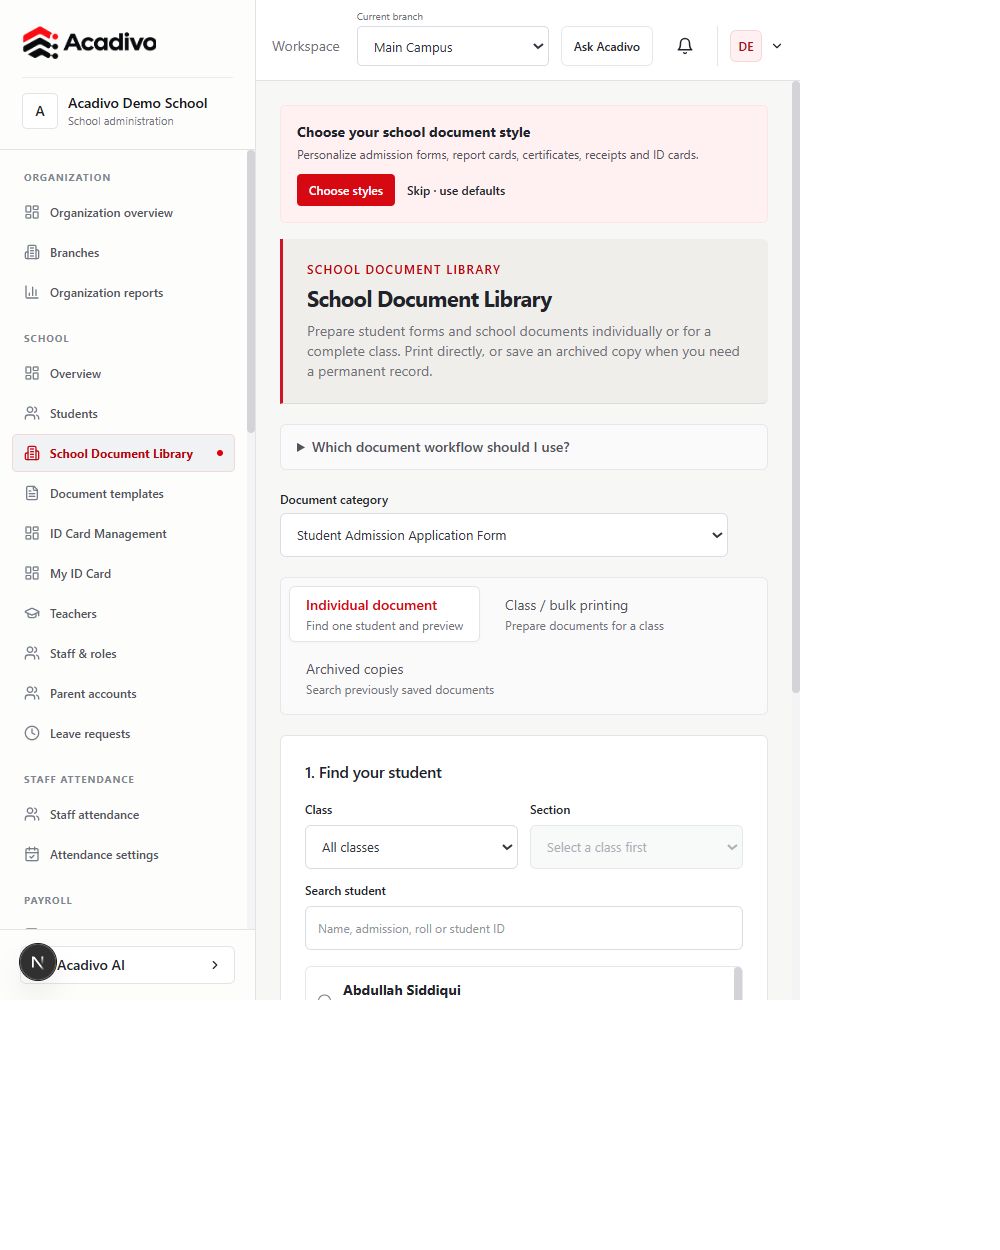 Acadivo
A
Acadivo Demo School
School administration
ORGANIZATION
Organization overview
Branches
Organization reports
SCHOOL
Overview
Students
School Document Library
Document templates
ID Card Management
My ID Card
Teachers
Staff & roles
Parent accounts
Leave requests
STAFF ATTENDANCE
Staff attendance
Attendance settings
PAYROLL
N
Acadivo AI
Workspace
Current branch
Main Campus
Ask Acadivo
DE
Choose your school document style
Personalize admission forms, report cards, certificates, receipts and ID cards.
Choose styles
Skip · use defaults
SCHOOL DOCUMENT LIBRARY
School Document Library
Prepare student forms and school documents individually or for a
complete class. Print directly, or save an archived copy when you need
a permanent record.
Which document workflow should I use?
Document category
Student Admission Application Form
Individual document
Find one student and preview
Class / bulk printing
Prepare documents for a class
Archived copies
Search previously saved documents
1. Find your student
Class
Section
All classes
Select a class first
Search student
Name, admission, roll or student ID
Abdullah Siddiqui